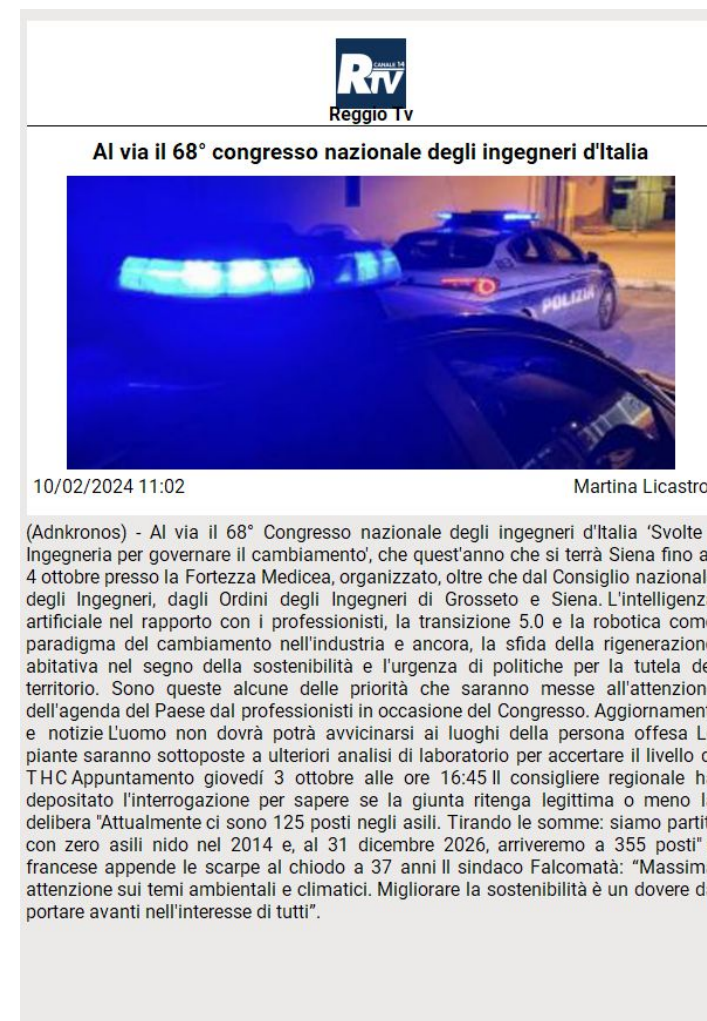 CANALE 14
RTV
Reggio Tv
Al via il 68° congresso nazionale degli ingegneri d'Italia
POLIZIA
10/02/2024 11:02
Martina Licastro
(Adnkronos) - Al via il 68° Congresso nazionale degli ingegneri d'Italia ‘Svolte
Ingegneria per governare il cambiamento', che quest'anno che si terrà Siena fino a
4 ottobre presso la Fortezza Medicea, organizzato, oltre che dal Consiglio nazional
degli Ingegneri, dagli Ordini degli Ingegneri di Grosseto e Siena. L'intelligenza
artificiale nel rapporto con i professionisti, la transizione 5.0 e la robotica come
paradigma del cambiamento nell'industria e ancora, la sfida della rigenerazione
abitativa nel segno della sostenibilità e l'urgenza di politiche per la tutela de
territorio. Sono queste alcune delle priorità che saranno messe all'attenzion
dell'agenda del Paese dal professionisti in occasione del Congresso. Aggiornament
e notizie L'uomo non dovrà potrà avvicinarsi ai luoghi della persona offesa L
piante saranno sottoposte a ulteriori analisi di laboratorio per accertare il livello d
THC Appuntamento giovedí 3 ottobre alle ore 16:45 Il consigliere regionale h
depositato l'interrogazione per sapere se la giunta ritenga legittima o meno l
delibera "Attualmente ci sono 125 posti negli asili. Tirando le somme: siamo partit
con zero asili nido nel 2014 e, al 31 dicembre 2026, arriveremo a 355 posti"
francese appende le scarpe al chiodo a 37 anni Il sindaco Falcomatà: “Massim
attenzione sui temi ambientali e climatici. Migliorare la sostenibilità è un dovere d
portare avanti nell'interesse di tutti”.